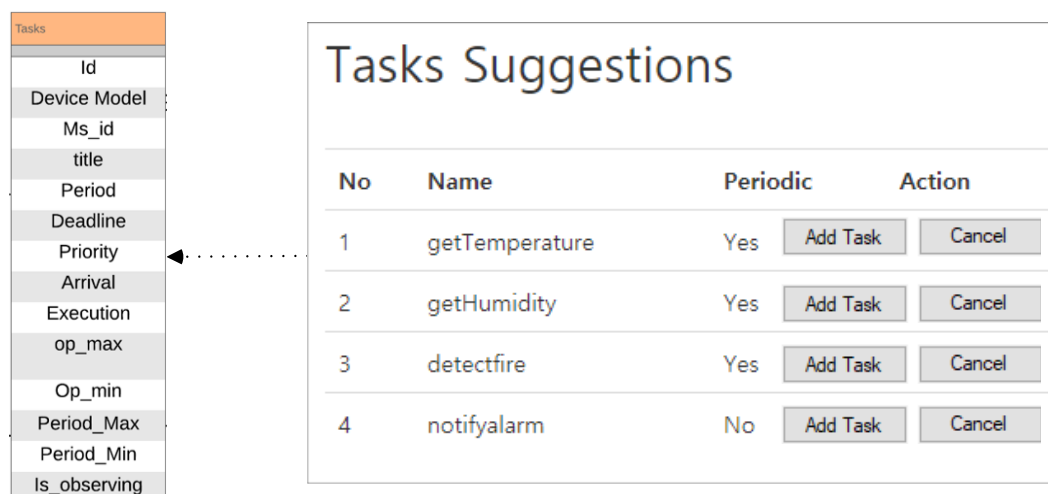 Tasks
Id
Device Model
Ms_id
title
Period
Deadline
Priority
Arrival
Execution
op_max
Op_min
Period_Max
Period_Min
Is_observing
Tasks Suggestions
No Name Periodic Action
1 getTemperature Yes Add Task Cancel
2 getHumidity Yes Add Task Cancel
3 detectfire Yes Add Task Cancel
4 notifyalarm No Add Task Cancel